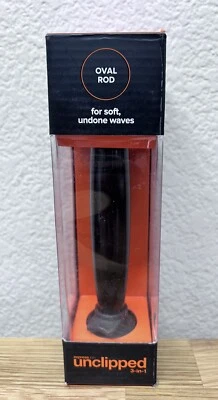 OVAL
ROD
for soft,
undone waves
unclipped
3-in-1